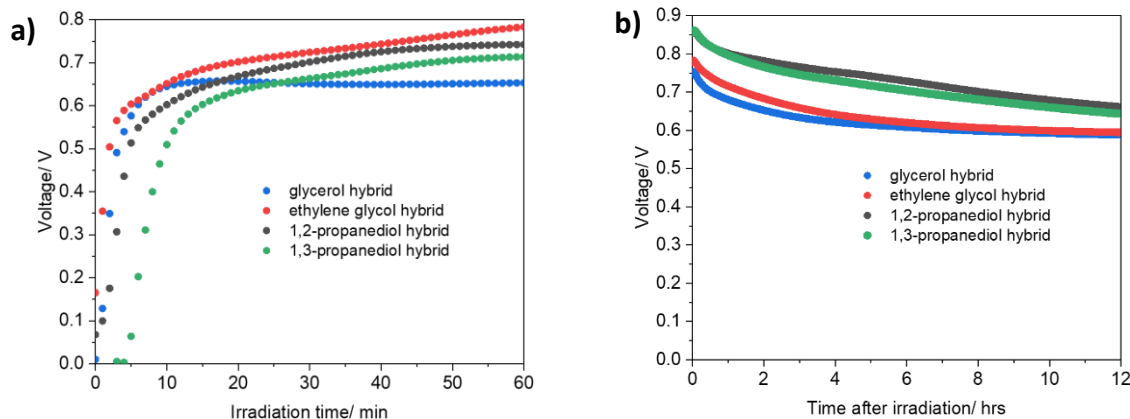 a)
0.8
0.7
0.6
0.5
0.4
0.3
0.2
0.1
0.0
Voltage/ V
glycerol hybrid
ethylene glycol hybrid
1,2-propanediol hybrid
1,3-propanediol hybrid
0 10 20 30 40 50 60
Irradiation time/ min
b)
0.9
0.8
0.7
0.6
0.5
0.4
0.3
0.2
0.1
0.0
Voltage/ V
glycerol hybrid
ethylene glycol hybrid
1,2-propanediol hybrid
1,3-propanediol hybrid
0 2 4 6 8 10 12
Time after irradiation/ hrs